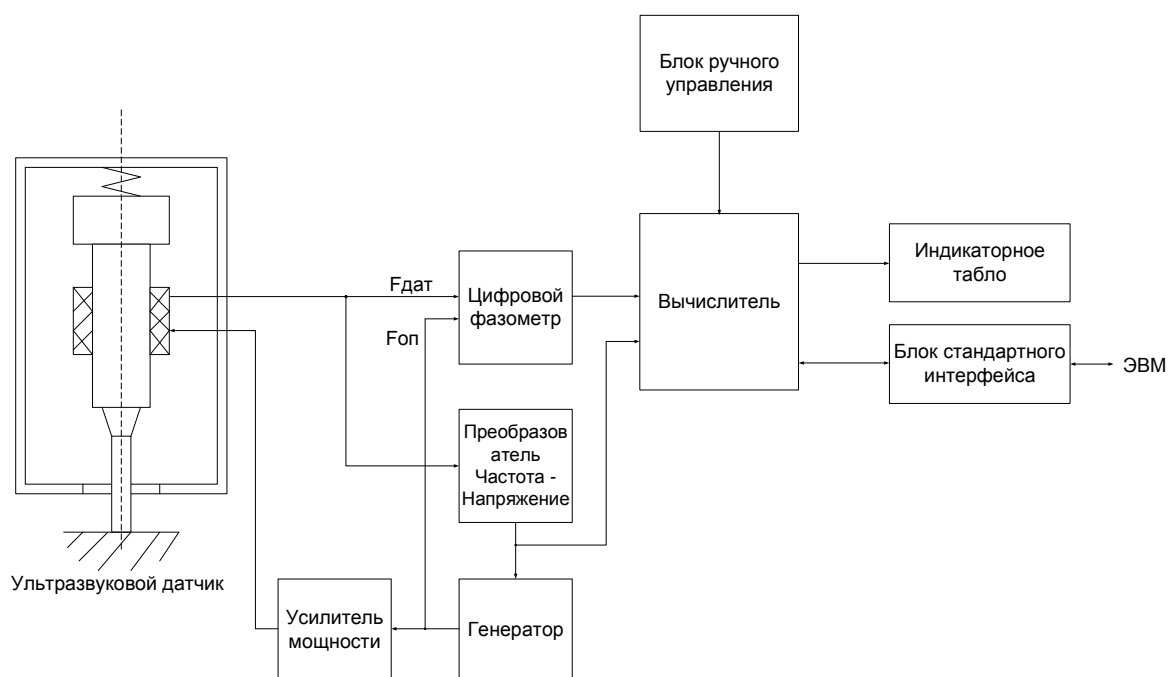 Блок ручного
управления
Индикаторное
табло
Fдат
Цифровой
фазометр
Вычислитель
Fоп
Блок стандартного
интерфейса
ЭВМ
Преобразов
атель
Частота -
Напряжение
Ультразвуковой датчик
Усилитель
мощности
Генератор